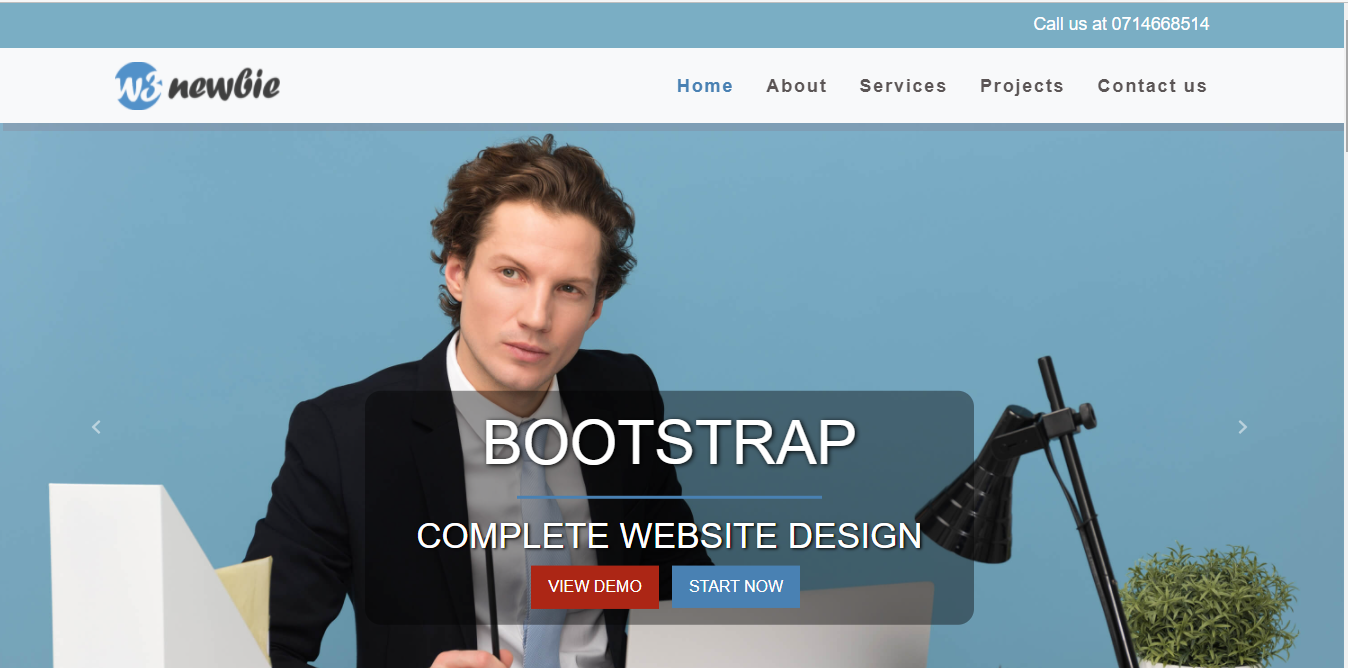 Call us at 0714668514
w3 newbie
Home About Services Projects Contact us
BOOTSTRAP
COMPLETE WEBSITE DESIGN
VIEW DEMO START NOW